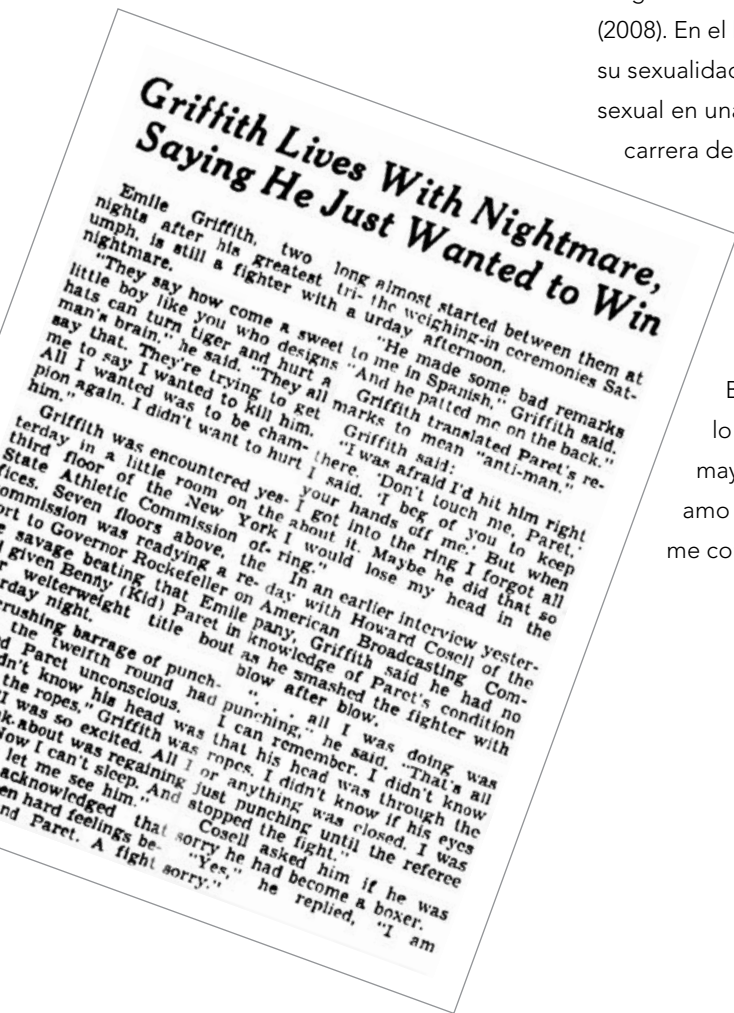 (2008). En el
su sexualidad
sexual en una
carrera de
Griffith Lives With Nightmare,
Saying He Just Wanted to Win
Emile Griffith, two
nights after his greatest tri-
umph, is still a fighter with a
nightmare.
"They say how come a sweet
little boy like you who designs
hats can turn tiger and hurt a
man's brain," he said. "They all
say that. They're trying to get
me to say I wanted to kill him.
All I wanted was to be cham-
pion again. I didn't want to hurt
him."
Griffith was encountered yes-
terday in a little room on the
third floor of the New York
State Athletic Commission of-
fices. Seven floors above, the
ommission was readying a re-
ort to Governor Rockefeller on
savage beating that Emile
given Benny (Kid) Paret in
welterweight title bout
rday night.
rushing barrage of punch-
the twelfth round had
Paret unconscious.
dn't know his head was
the ropes," Griffith was
"I was so excited. All I
about was regaining
Now I can't sleep. And
let me see him."
acknowledged that
en hard feelings be-
nd Paret. A fight
long almost started between them at
the weighing-in ceremonies Sat-
urday afternoon.
"He made some bad remarks
to me in Spanish," Griffith said.
"And he patted me on the back."
Griffith translated Paret's re-
marks to mean "anti-man."
Griffith said:
"I was afraid I'd hit him right
there. 'Don't touch me, Paret,'
I said. 'I beg of you to keep
your hands off me.' But when
I got into the ring I forgot all
about it. Maybe he did that so
I would lose my head in the
ring."
In an earlier interview yester-
day with Howard Cosell of the
American Broadcasting Com-
pany, Griffith said he had no
knowledge of Paret's condition
as he smashed the fighter with
blow after blow.
". . . all I was doing was
punching," he said. "That's all
I can remember. I didn't know
that his head was through the
ropes. I didn't know if his eyes
or anything was closed. I was
just punching until the referee
stopped the fight."
Cosell asked him if he was
sorry he had become a boxer.
"Yes," he replied, "I am
sorry."
E
lo
may
amo
me co